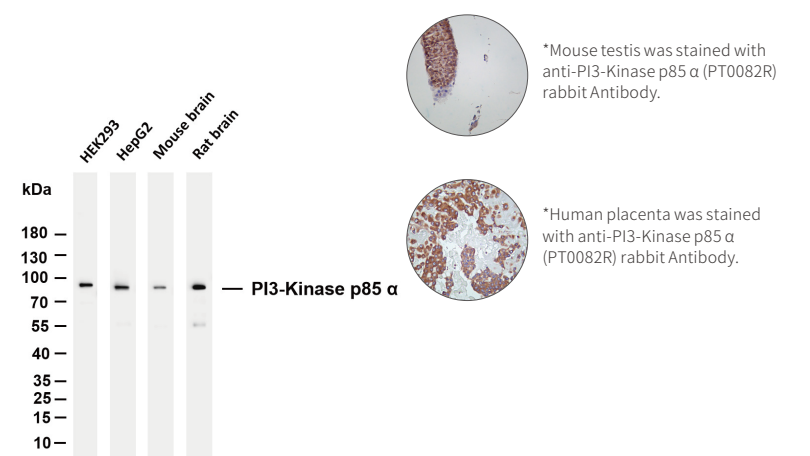 HEK293
HepG2
Mouse brain
Rat brain
kDa
180
130
100
70
55
40
35
25
15
10
PI3-Kinase p85 α
*Mouse testis was stained with
anti-PI3-Kinase p85 α (PT0082R)
rabbit Antibody.
*Human placenta was stained
with anti-PI3-Kinase p85 α
(PT0082R) rabbit Antibody.